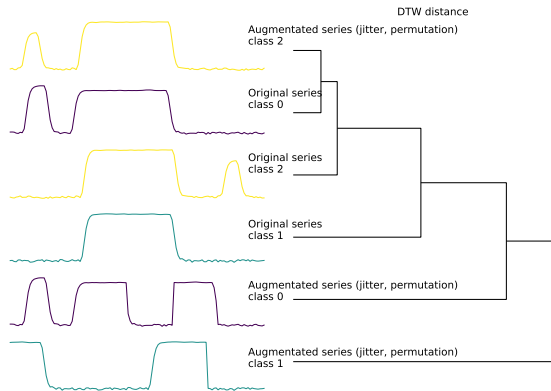 DTW distance
Augmentated series (jitter, permutation)
class 2
Original series
class 0
Original series
class 2
Original series
class 1
Augmentated series (jitter, permutation)
class 0
Augmentated series (jitter, permutation)
class 1